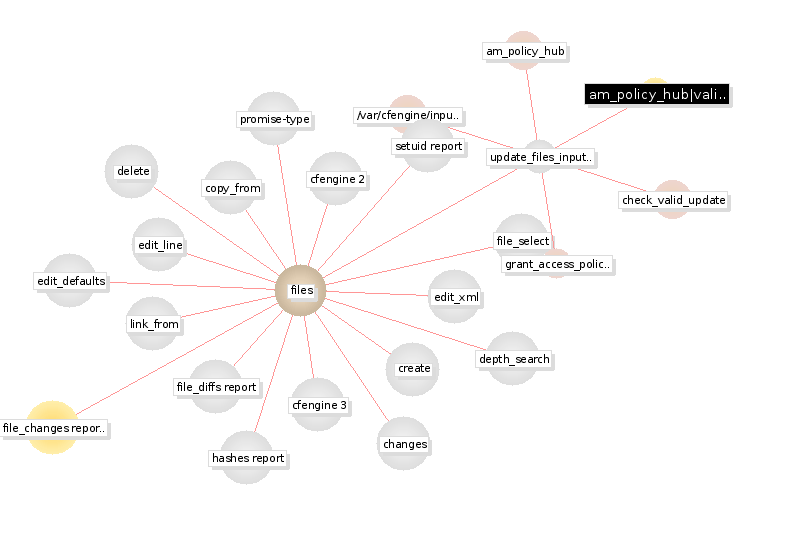 am_policy_hub
am_policy_hub|vali..
/var/cfengine/inpu..
promise-type
setuid report
update_files_input..
delete
cfengine 2
copy_from
check_valid_update
edit_line
file_select
grant_access_polic..
edit_defaults
files
edit_xml
link_from
depth_search
create
file_diffs report
cfengine 3
file_changes repor..
changes
hashes report